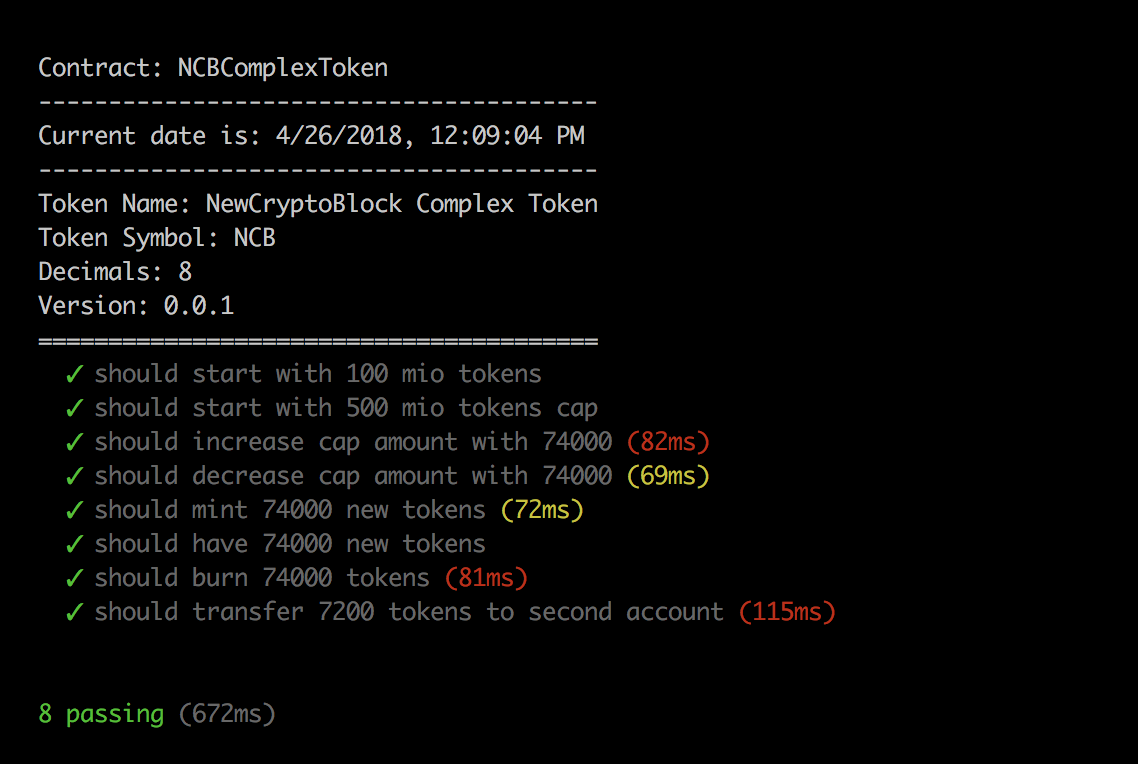 Contract: NCBComplexToken
----------------------------------------
Current date is: 4/26/2018, 12:09:04 PM
----------------------------------------
Token Name: NewCryptoBlock Complex Token
Token Symbol: NCB
Decimals: 8
Version: 0.0.1
========================================
✓ should start with 100 mio tokens
✓ should start with 500 mio tokens cap
✓ should increase cap amount with 74000 (82ms)
✓ should decrease cap amount with 74000 (69ms)
✓ should mint 74000 new tokens (72ms)
✓ should have 74000 new tokens
✓ should burn 74000 tokens (81ms)
✓ should transfer 7200 tokens to second account (115ms)
8 passing (672ms)